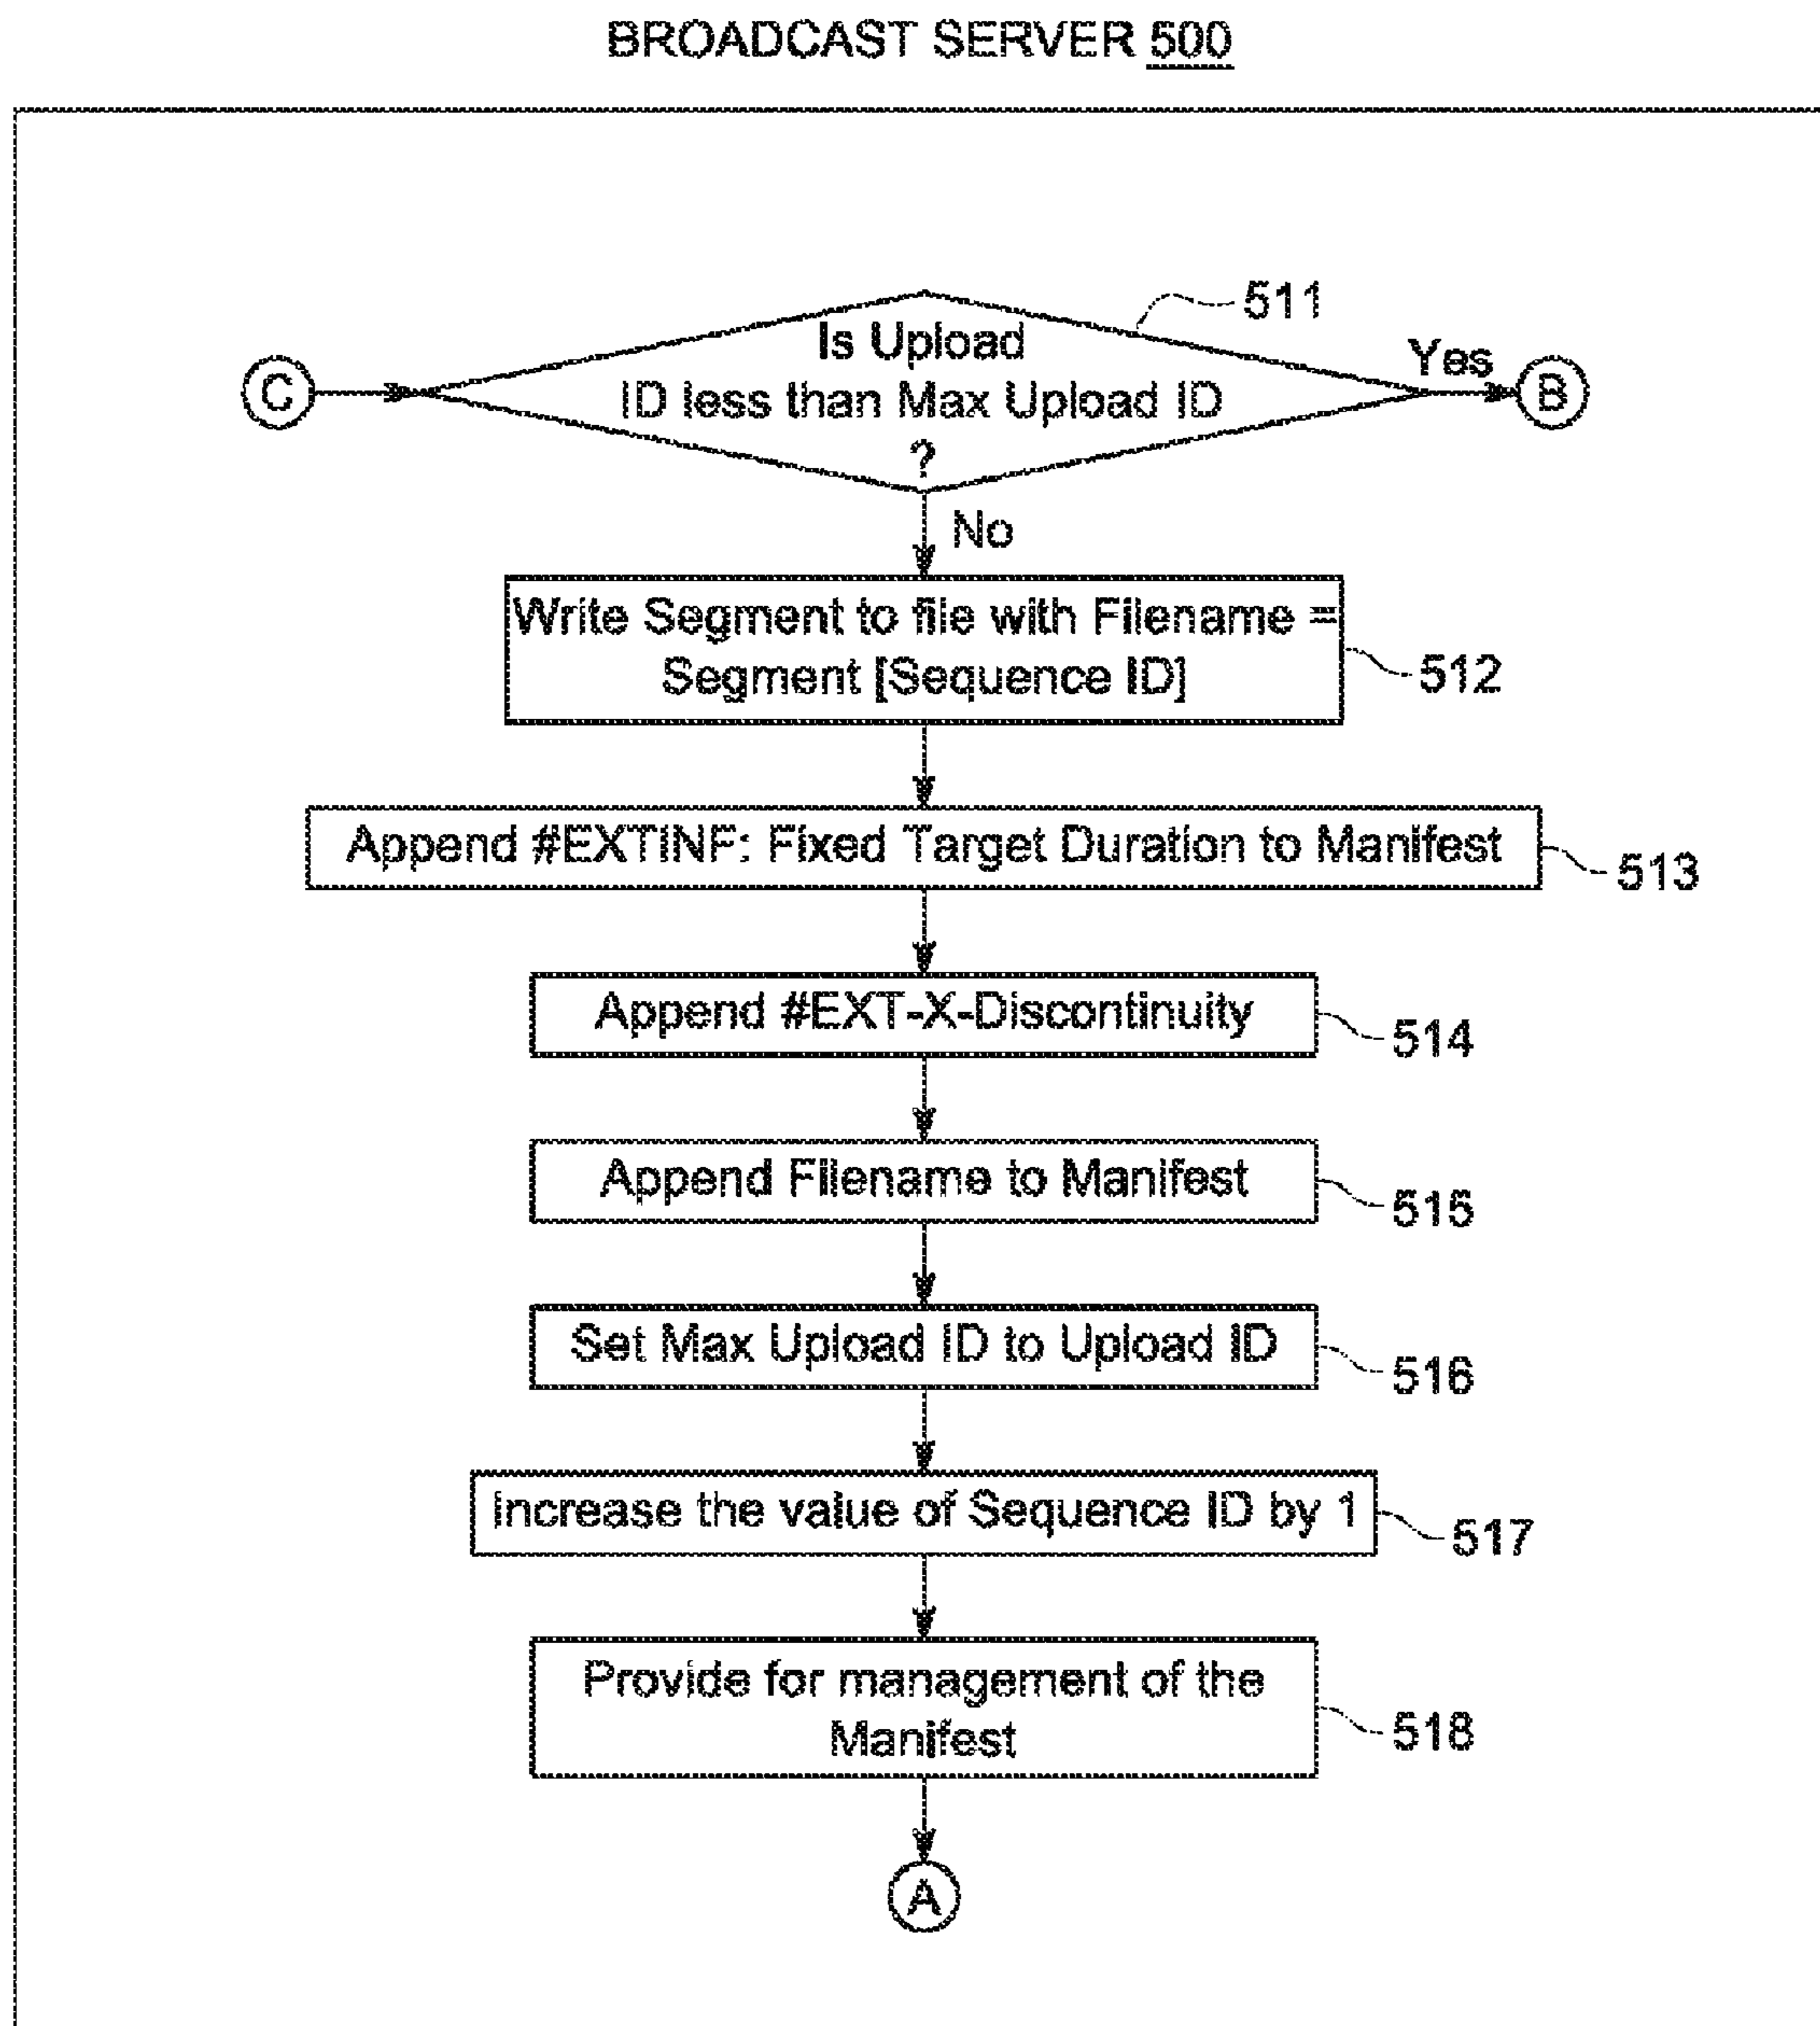 BROADCAST SERVER 500
511
Is Upload
Yes
C
ID less than Max Upload ID
B
?
No
Write Segment to file with Filename =
Segment [Sequence ID]
512
Append #EXTINF: Fixed Target Duration to Manifest
513
Append #EXT-X-Discontinuity
514
Append Filename to Manifest
515
Set Max Upload ID to Upload ID
516
Increase the value of Sequence ID by 1
517
Provide for management of the
Manifest
518
A